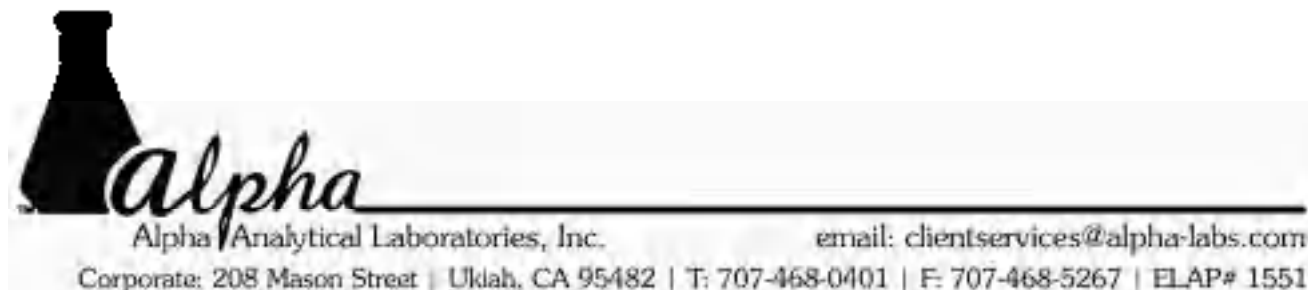 alpha
Alpha Analytical Laboratories, Inc. email: clientservices@alpha-labs.com
Corporate: 208 Mason Street | Ukiah, CA 95482 | T: 707-468-0401 | F: 707-468-5267 | ELAP# 1551